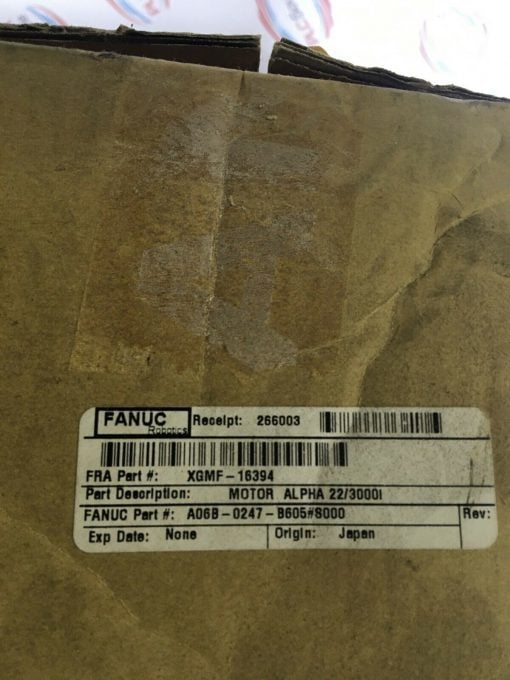 FANUC
Robotics
Receipt: 266003
FRA Part #: XGMF-16394
Part Description: MOTOR ALPHA 22/3000I
FANUC Part #: A06B-0247-B605#S000
Rev:
Exp Date: None
Origin: Japan